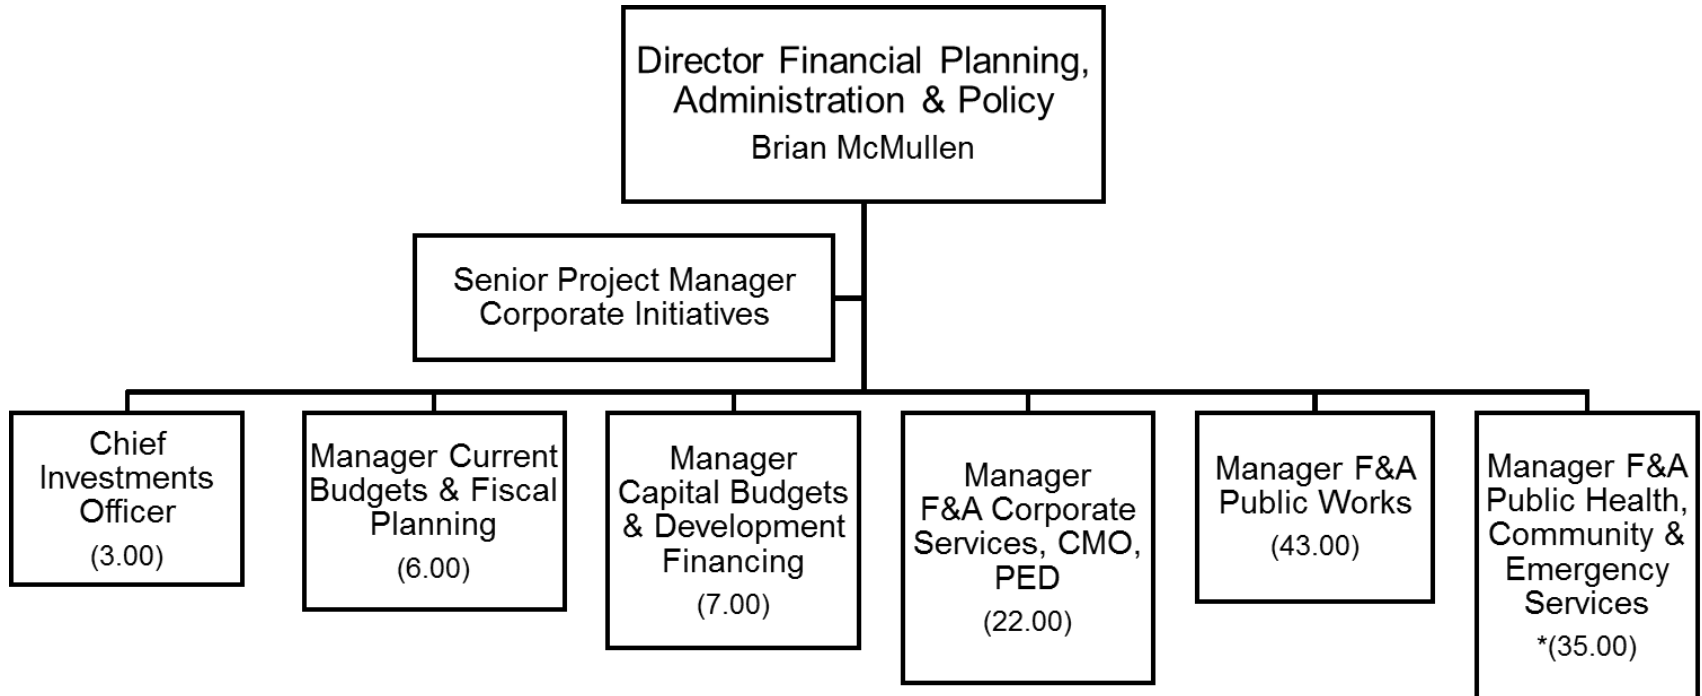 Director Financial Planning,
Administration & Policy
Brian McMullen
Senior Project Manager
Corporate Initiatives
Chief
Investments
Officer
(3.00)
Manager Current
Budgets & Fiscal
Planning
(6.00)
Manager
Capital Budgets
& Development
Financing
(7.00)
Manager
F&A Corporate
Services, CMO,
PED
(22.00)
Manager F&A
Public Works
(43.00)
Manager F&A
Public Health,
Community &
Emergency
Services
*(35.00)